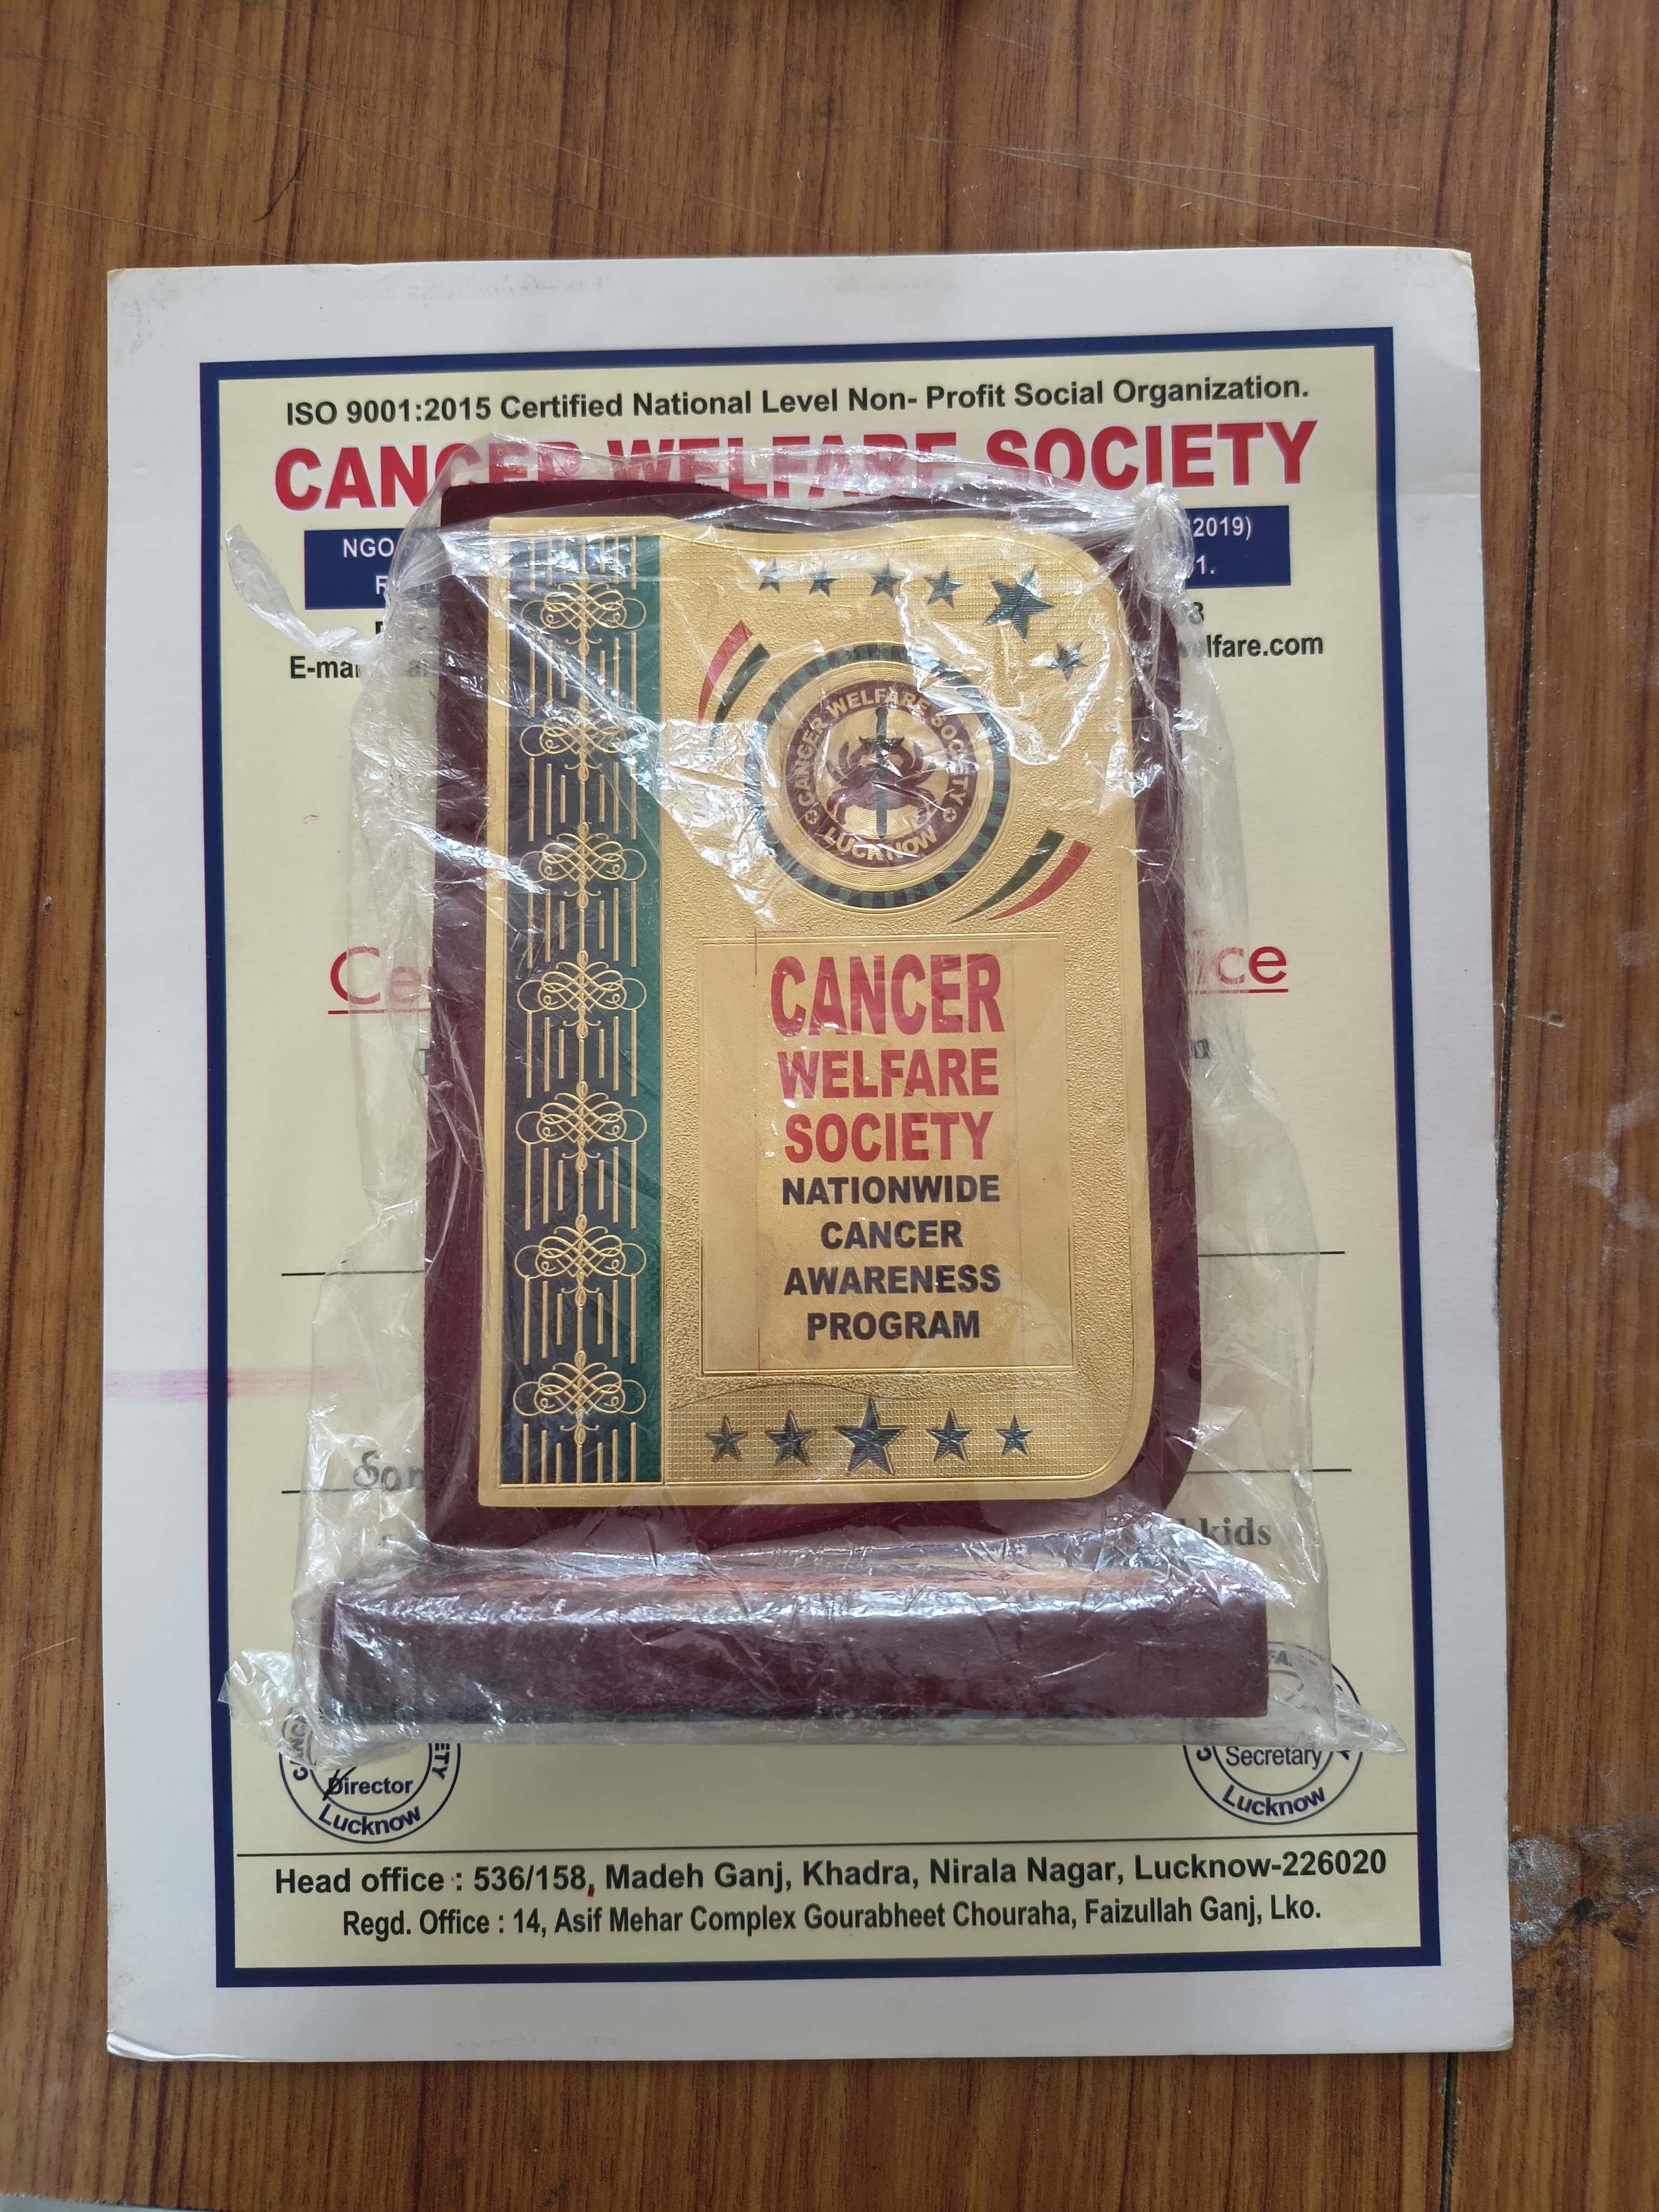 ISO 9001:2015 Certified National Level Non- Profit Social Organization.
CANCER WELFARE SOCIETY
NGO 2019)
1.
lfare.com
CANCER WELFARE SOCIETY
LUCKNOW
CANCER
WELFARE
SOCIETY
NATIONWIDE
CANCER
AWARENESS
PROGRAM
kids
Director
Lucknow
Secretary
Lucknow
Head office : 536/158, Madeh Ganj, Khadra, Nirala Nagar, Lucknow-226020
Regd. Office : 14, Asif Mehar Complex Gourabheet Chouraha, Faizullah Ganj, Lko.